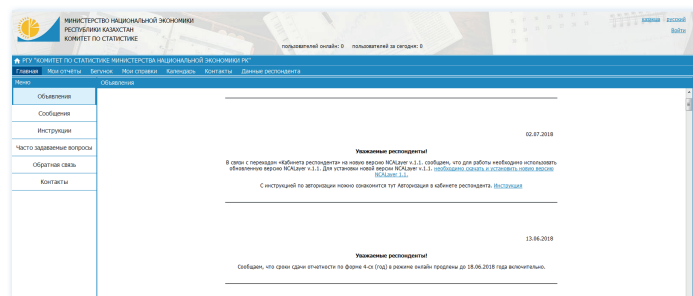 МИНИСТЕРСТВО НАЦИОНАЛЬНОЙ ЭКОНОМИКИ
РЕСПУБЛИКИ КАЗАХСТАН
КОМИТЕТ ПО СТАТИСТИКЕ
қазақша русский
Войти
пользователей онлайн: 0 пользователей за сегодня: 0
РГУ "КОМИТЕТ ПО СТАТИСТИКЕ МИНИСТЕРСТВА НАЦИОНАЛЬНОЙ ЭКОНОМИКИ РК"
Главная Мои отчёты Бегунок Мои справки Календарь Контакты Данные респондента
Меню Объявления
Объявления
Сообщения
Инструкции
Часто задаваемые вопросы
Обратная связь
Контакты
02.07.2018
Уважаемые респонденты!
В связи с переходом «Кабинета респондента» на новую версию NCALayer v.1.1. сообщаем, что для работы необходимо использовать
обновленную версию NCALayer v.1.1. Для установки новой версии NCALayer v.1.1. необходимо скачать и установить новую версию
NCALayer 1.1.
С инструкцией по авторизации можно ознакомится тут Авторизация в кабинете респондента. Инструкция
13.06.2018
Уважаемые респонденты!
Сообщаем, что сроки сдачи отчетности по форме 4-сх (год) в режиме онлайн продлены до 18.06.2018 года включительно.